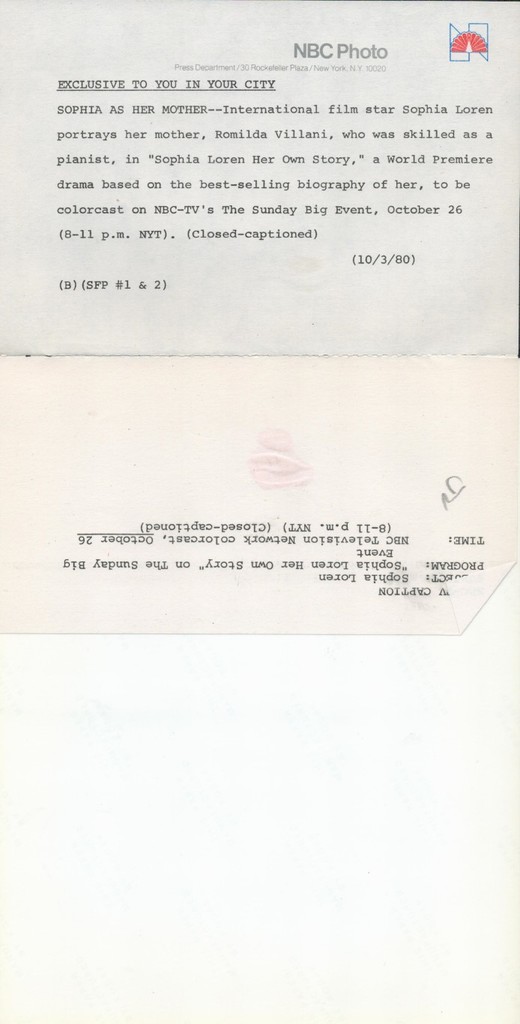 NBC Photo
Press Department/30 Rockefeller Plaza/New York, N.Y. 10020
EXCLUSIVE TO YOU IN YOUR CITY
SOPHIA AS HER MOTHER--International film star Sophia Loren
portrays her mother, Romilda Villani, who was skilled as a
pianist, in "Sophia Loren Her Own Story," a World Premiere
drama based on the best-selling biography of her, to be
colorcast on NBC-TV's The Sunday Big Event, October 26
(8-11 p.m. NYT). (Closed-captioned)
(10/3/80)
(B)(SFP #1 & 2)
V CAPTION
JECT: Sophia Loren
PROGRAM: "Sophia Loren Her Own Story" on The Sunday Big
Event
TIME: NBC Television Network colorcast, October 26
(8-11 p.m. NYT) (Closed-captioned)